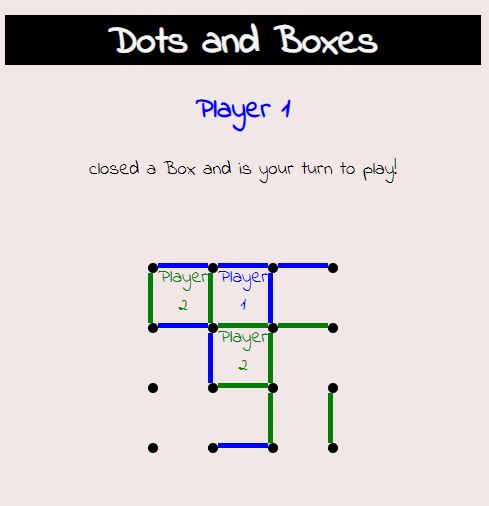 Dots and Boxes
Player 1
closed a Box and is your turn to play!
Player
2
Player
1
Player
2